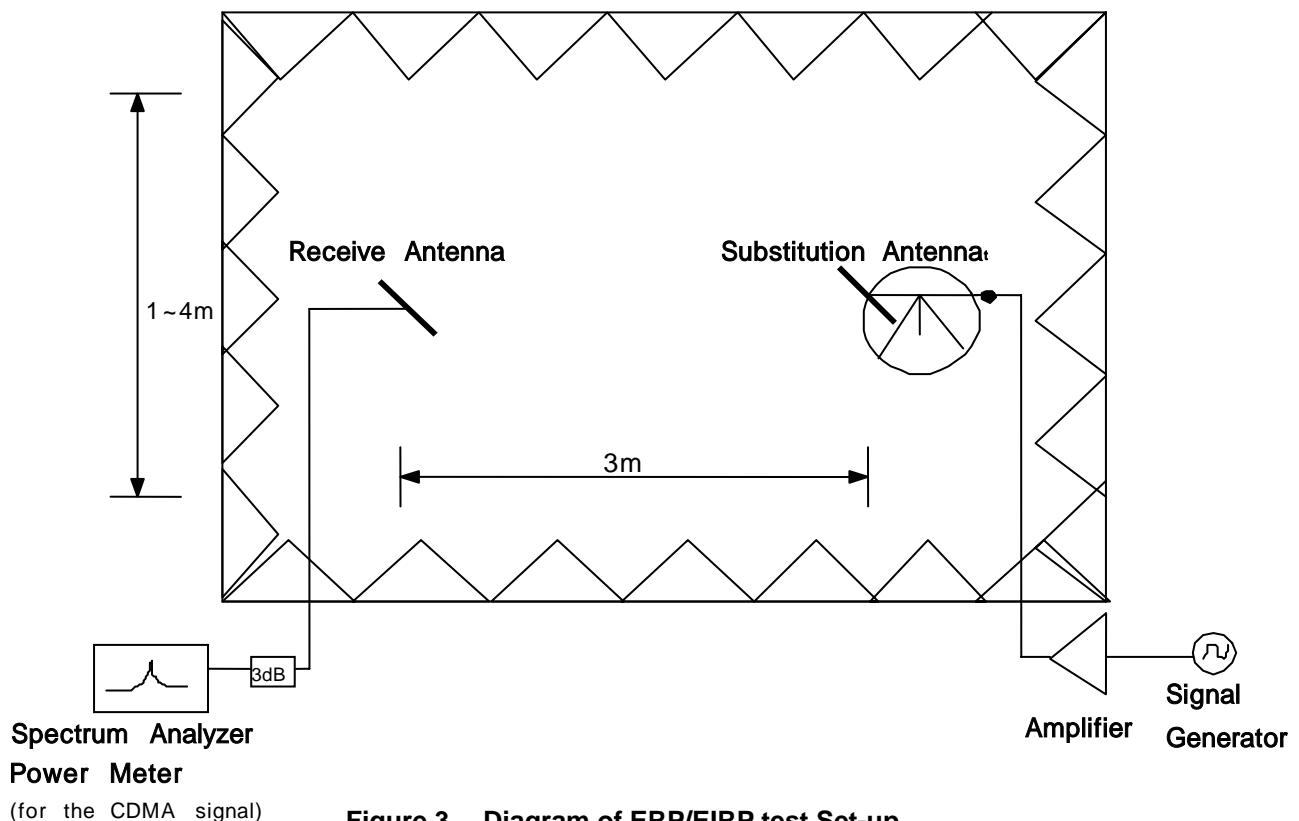 Receive Antenna
Substitution Antennat
1~4m
3m
3dB
Spectrum Analyzer
Power Meter
(for the CDMA signal)
Amplifier
Signal
Generator
Figure 3. Diagram of ERP/EIRP test Set-up